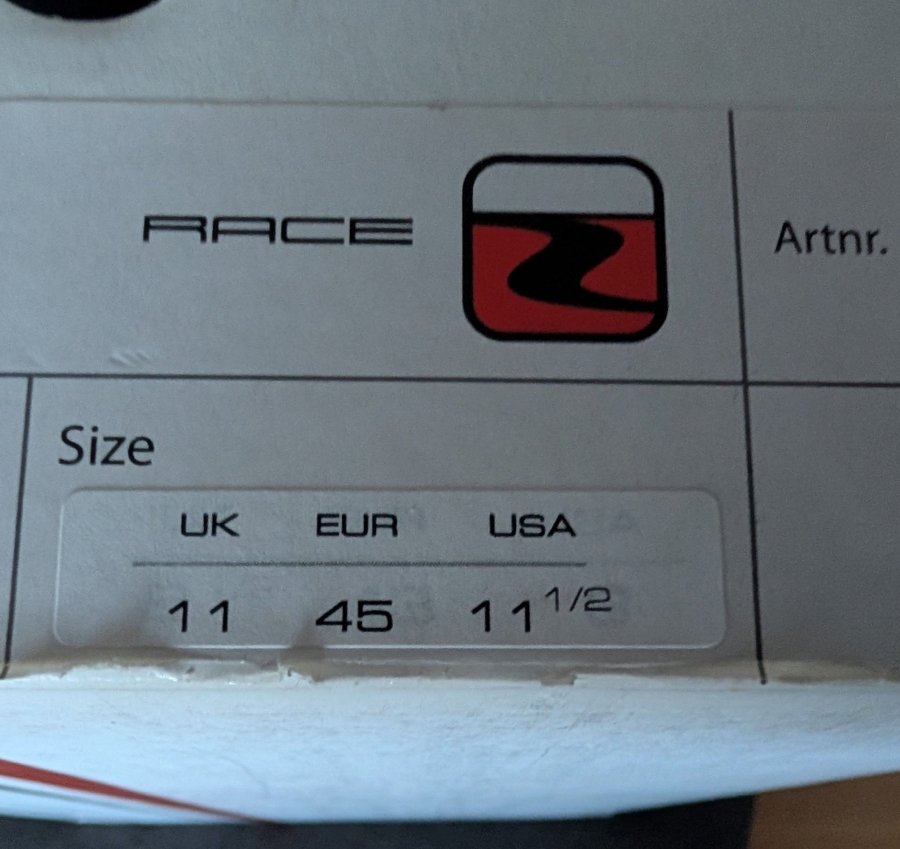 RACE
Artnr.
Size
UK EUR USA
11 45 11 1/2